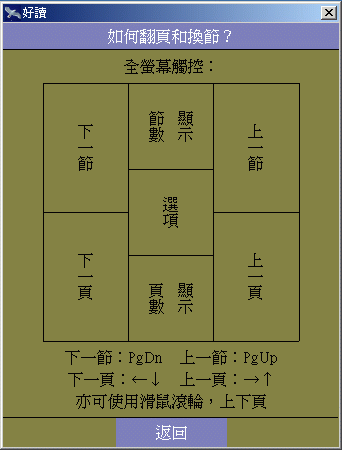 好讀
如何翻頁和換節？
全螢幕觸控：
下一節
顯示
節數
上一節
選項
下一頁
顯示
頁數
上一頁
下一節：PgDn　上一節：PgUp
下一頁：←↓　上一頁：→↑
亦可使用滑鼠滾輪，上下頁
返回